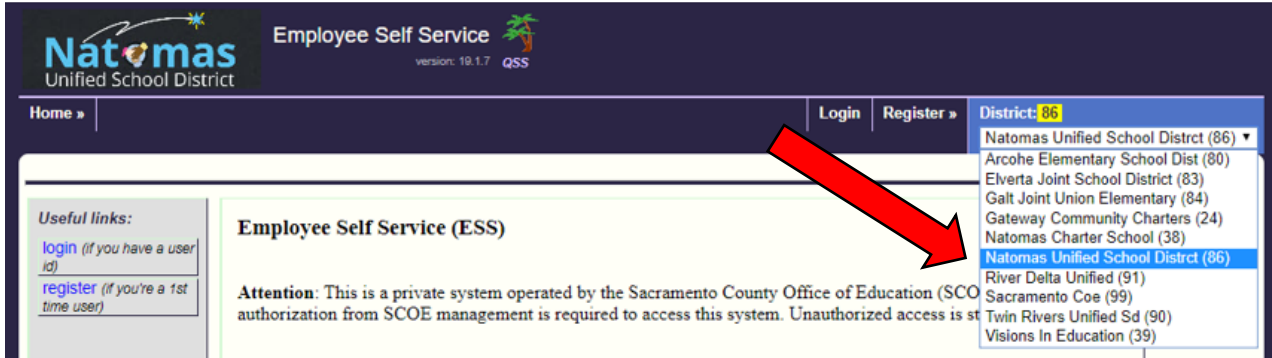 Natomas
Unified School District
Employee Self Service
version: 19.1.7 QSS
Home »
Login
Register »
District: 86
Natomas Unified School Distrct (86)
Arcohe Elementary School Dist (80)
Elverta Joint School District (83)
Galt Joint Union Elementary (84)
Gateway Community Charters (24)
Natomas Charter School (38)
Natomas Unified School Distrct (86)
River Delta Unified (91)
Sacramento Coe (99)
Twin Rivers Unified Sd (90)
Visions In Education (39)
Useful links:
login (if you have a user
id)
register (if you're a 1st
time user)
Employee Self Service (ESS)
Attention: This is a private system operated by the Sacramento County Office of Education (SCO
authorization from SCOE management is required to access this system. Unauthorized access is st